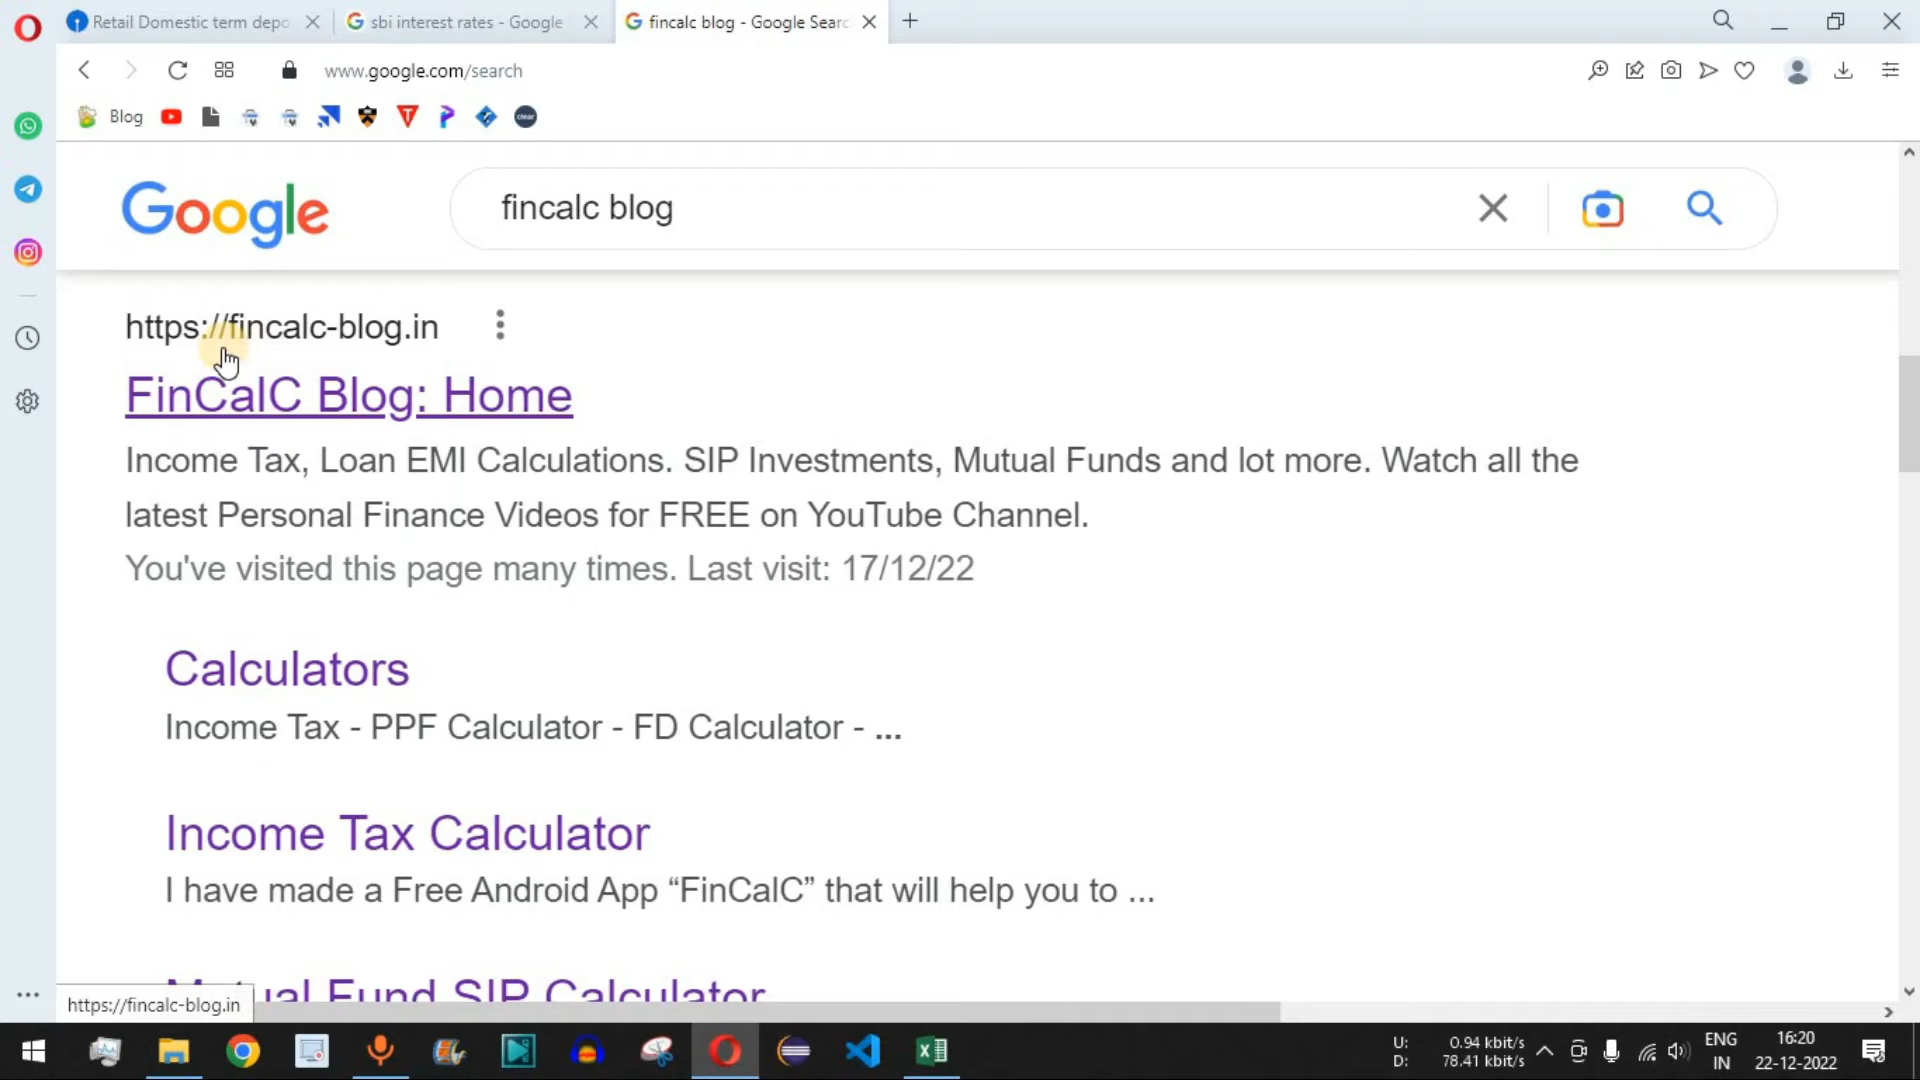 Retail Domestic term depo
sbi interest rates - Google
fincalc blog - Google Searc
www.google.com/search
Blog
clear
Google
fincalc blog
https://fincalc-blog.in
FinCalC Blog: Home
Income Tax, Loan EMI Calculations. SIP Investments, Mutual Funds and lot more. Watch all the
latest Personal Finance Videos for FREE on YouTube Channel.
You've visited this page many times. Last visit: 17/12/22
Calculators
Income Tax - PPF Calculator - FD Calculator - ...
Income Tax Calculator
I have made a Free Android App “FinCalC” that will help you to ...
Mutual Fund SIP Calculator
https://fincalc-blog.in
U: 0.94 kbit/s
D: 78.41 kbit/s
ENG
IN
16:20
22-12-2022